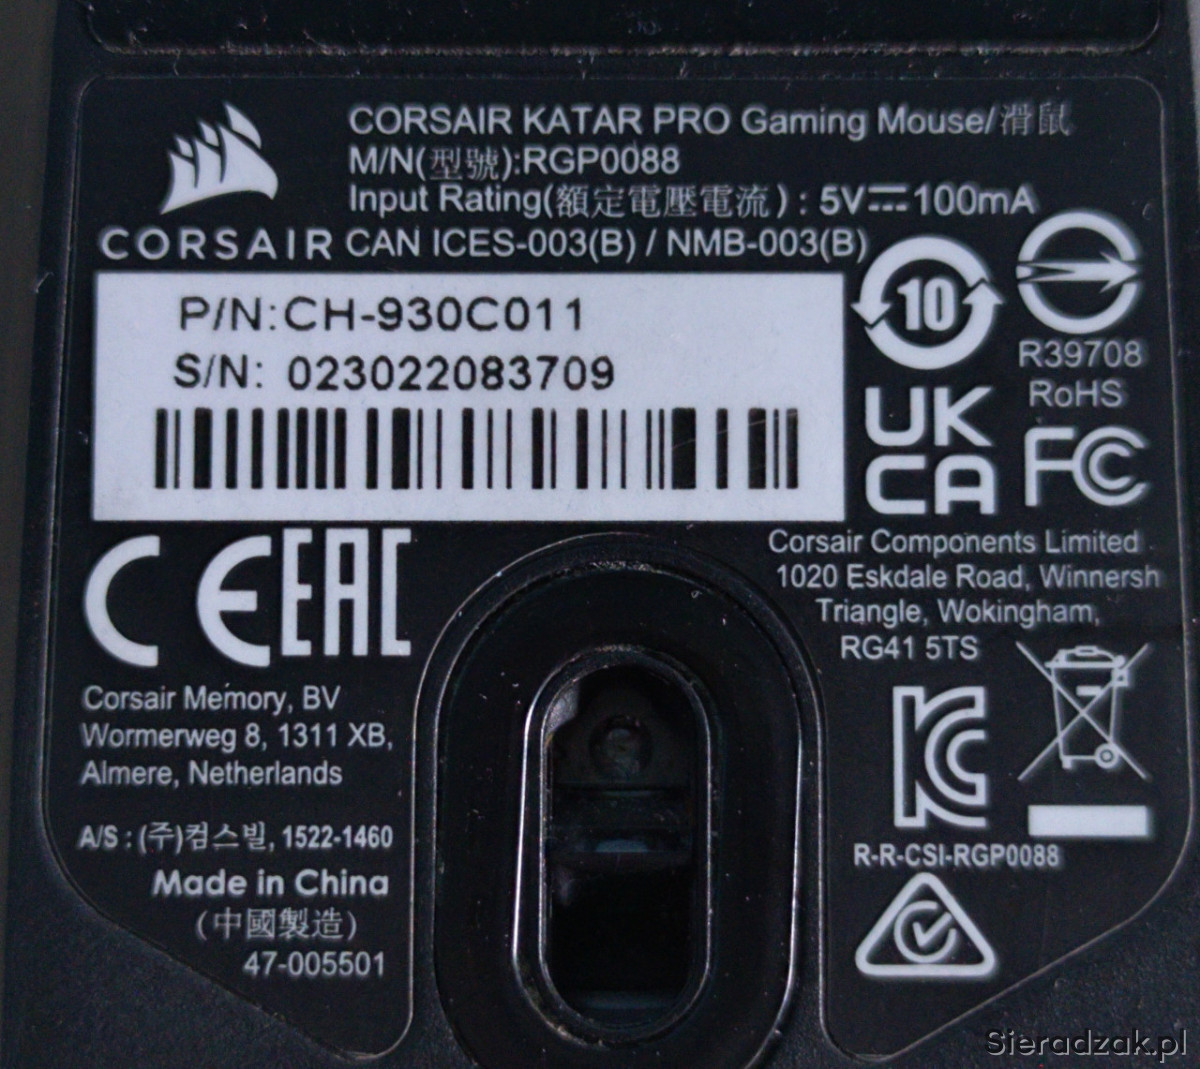 CORSAIR KATAR PRO Gaming Mouse/滑鼠
M/N(型號):RGP0088
Input Rating(額定電壓電流): 5V⎓100mA
CORSAIR
CAN ICES-003(B) / NMB-003(B)
P/N:CH-930C011
S/N: 023022083709
10
R39708
RoHS
UK
CA
FC
CE
EAC
Corsair Components Limited
1020 Eskdale Road, Winnersh
Triangle, Wokingham,
RG41 5TS
Corsair Memory, BV
Wormerweg 8, 1311 XB,
Almere, Netherlands
KC
R-R-CSI-RGP0088
A/S : (주)컴스빌, 1522-1460
Made in China
(中國製造)
47-005501
Sieradzak.pl